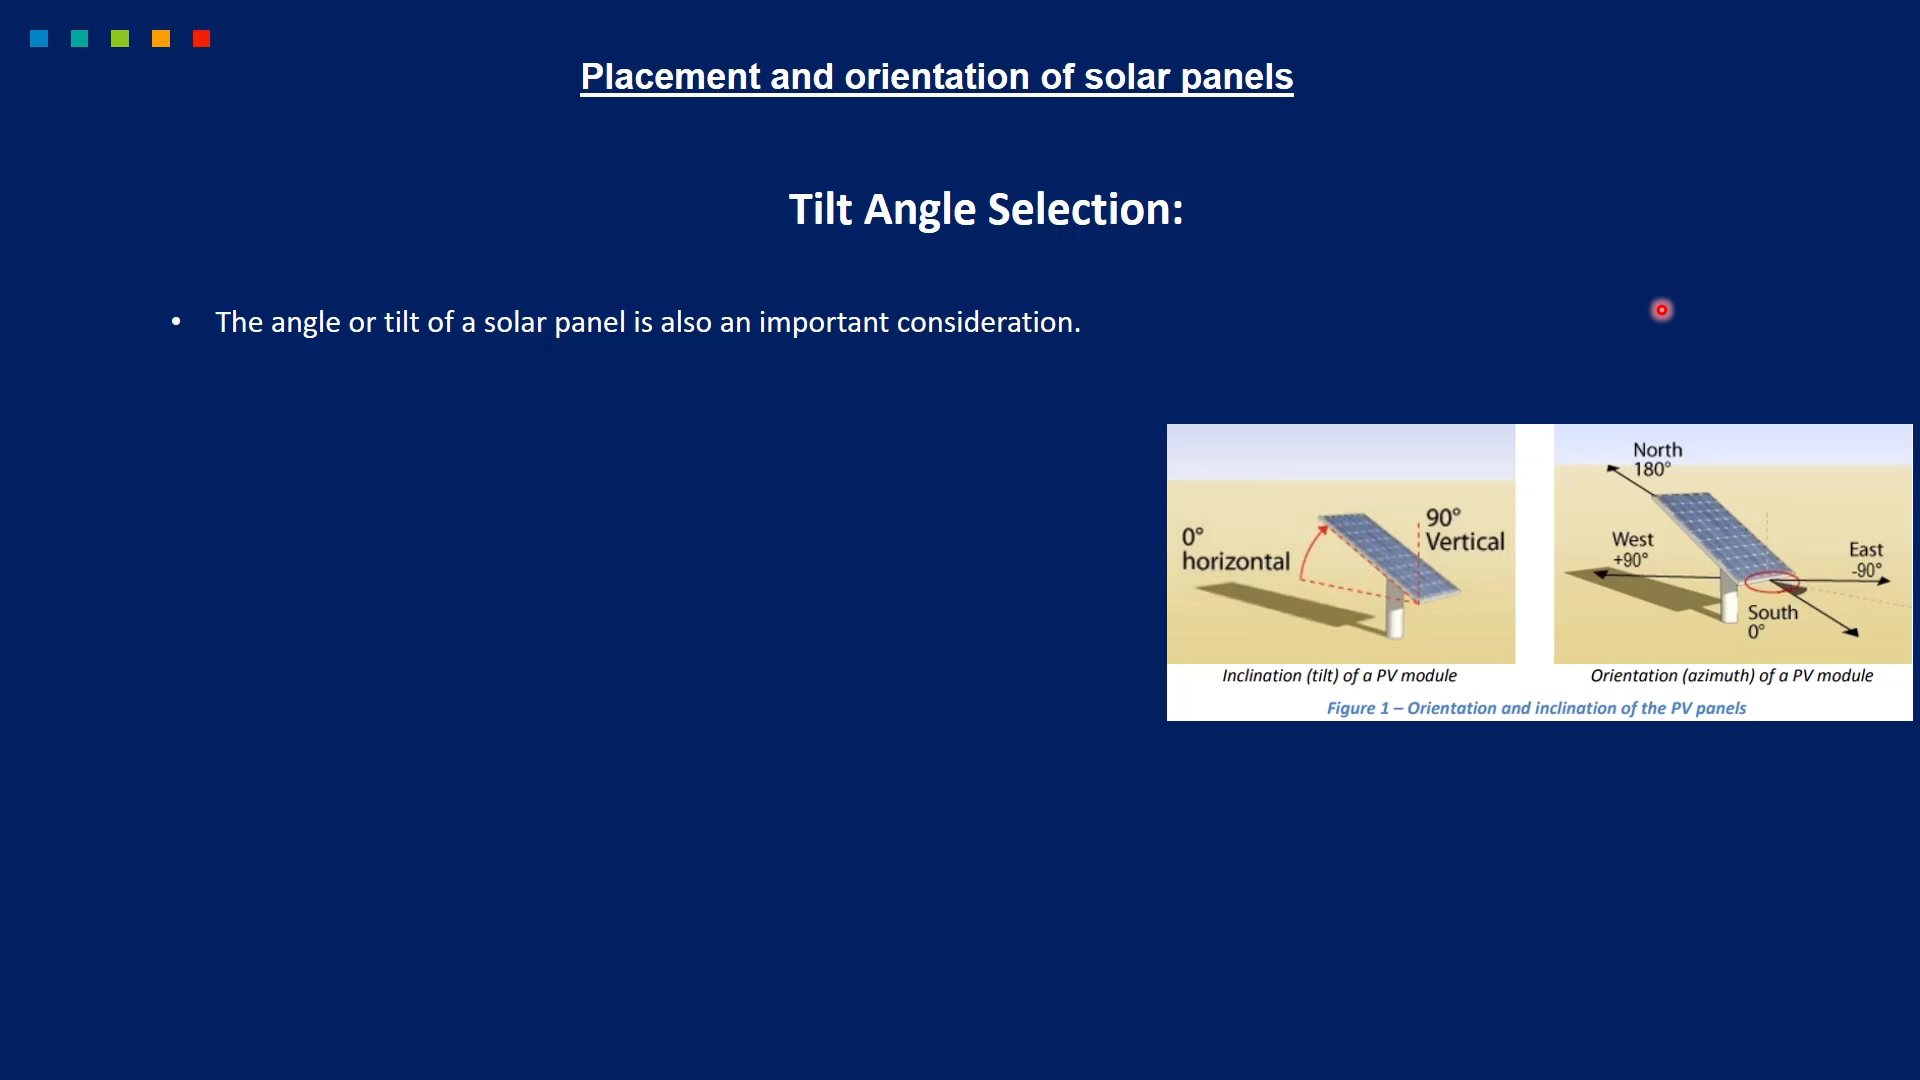 Placement and orientation of solar panels
Tilt Angle Selection:
• The angle or tilt of a solar panel is also an important consideration.
0°
horizontal
90°
Vertical
Inclination (tilt) of a PV module
North
180°
West
+90°
East
-90°
South
0°
Orientation (azimuth) of a PV module
Figure 1 – Orientation and inclination of the PV panels